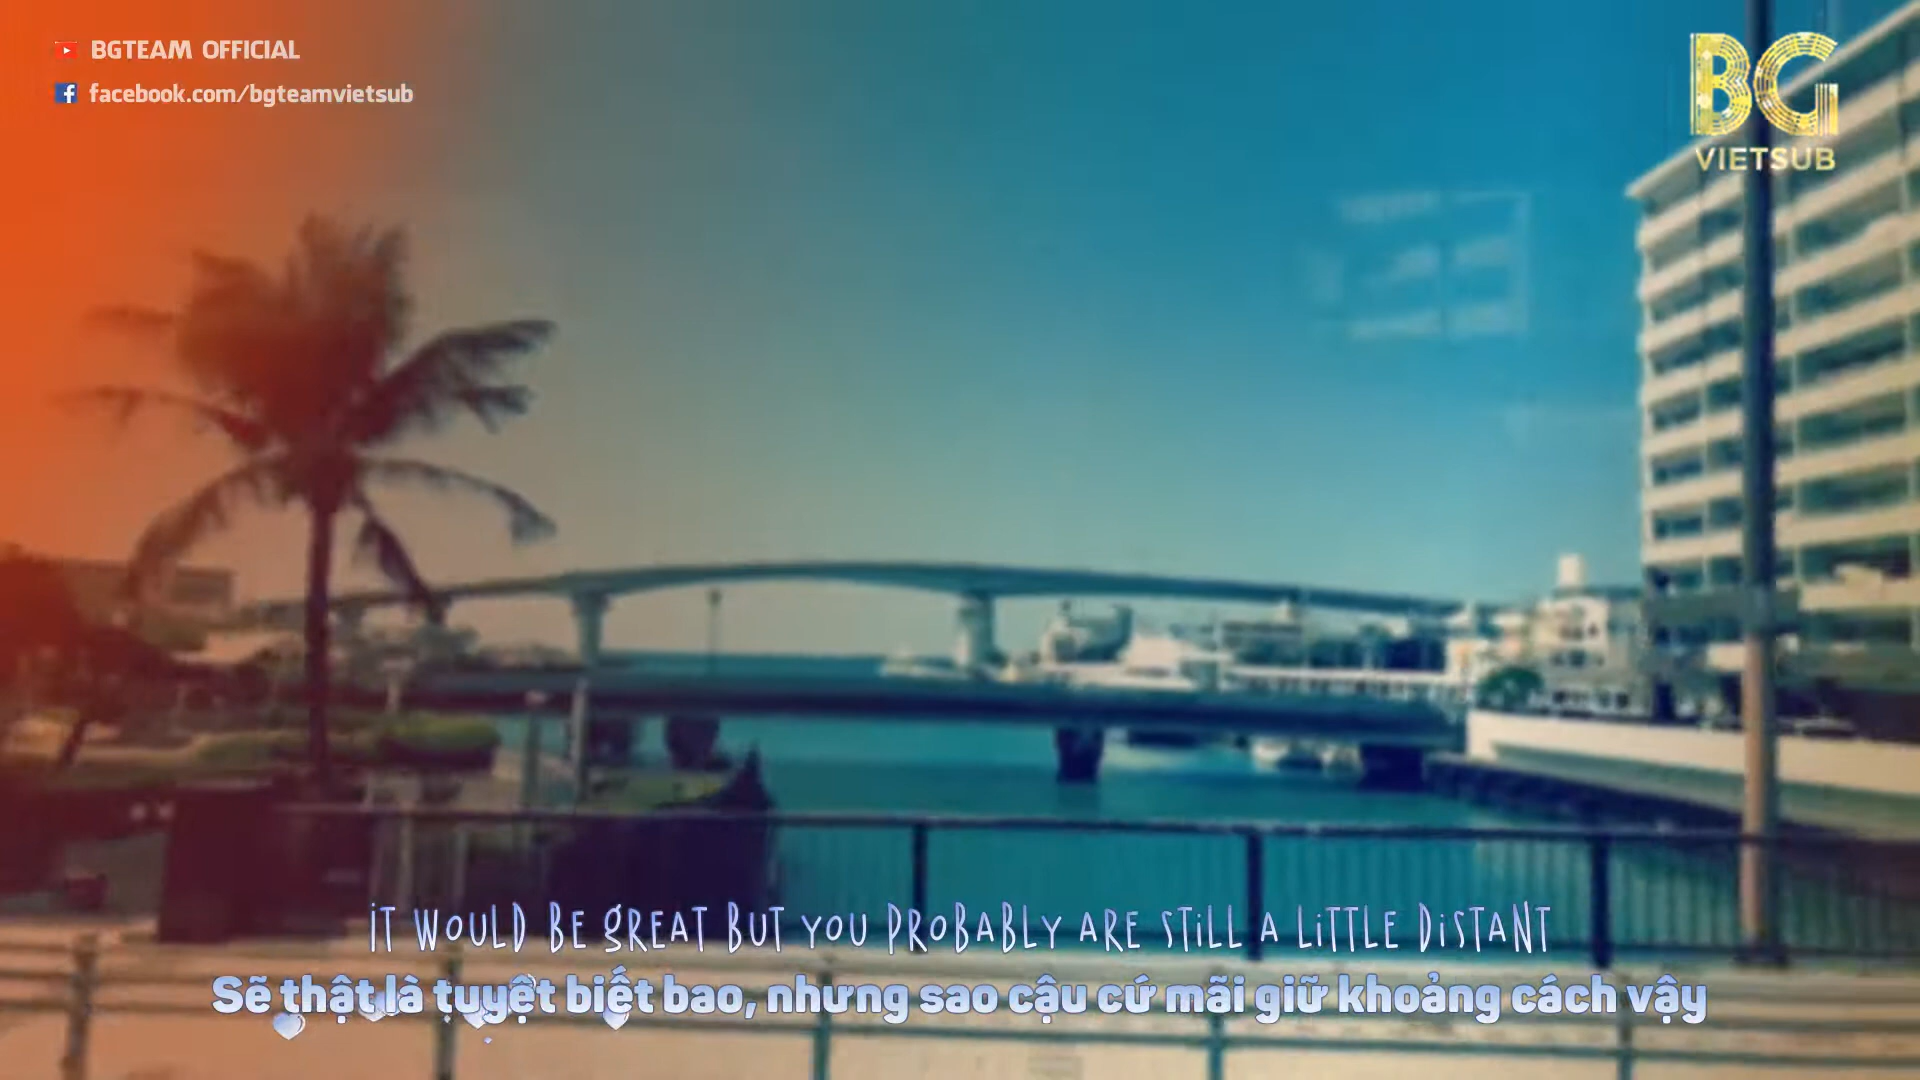 BGTEAM OFFICIAL
facebook.com/bgteamvietsub
BG
VIETSUB
IT WOULD BE GREAT BUT YOU PROBABLY ARE STILL A LITTLE DISTANT
Sẽ thật là tuyệt biết bao, nhưng sao cậu cứ mãi giữ khoảng cách vậy